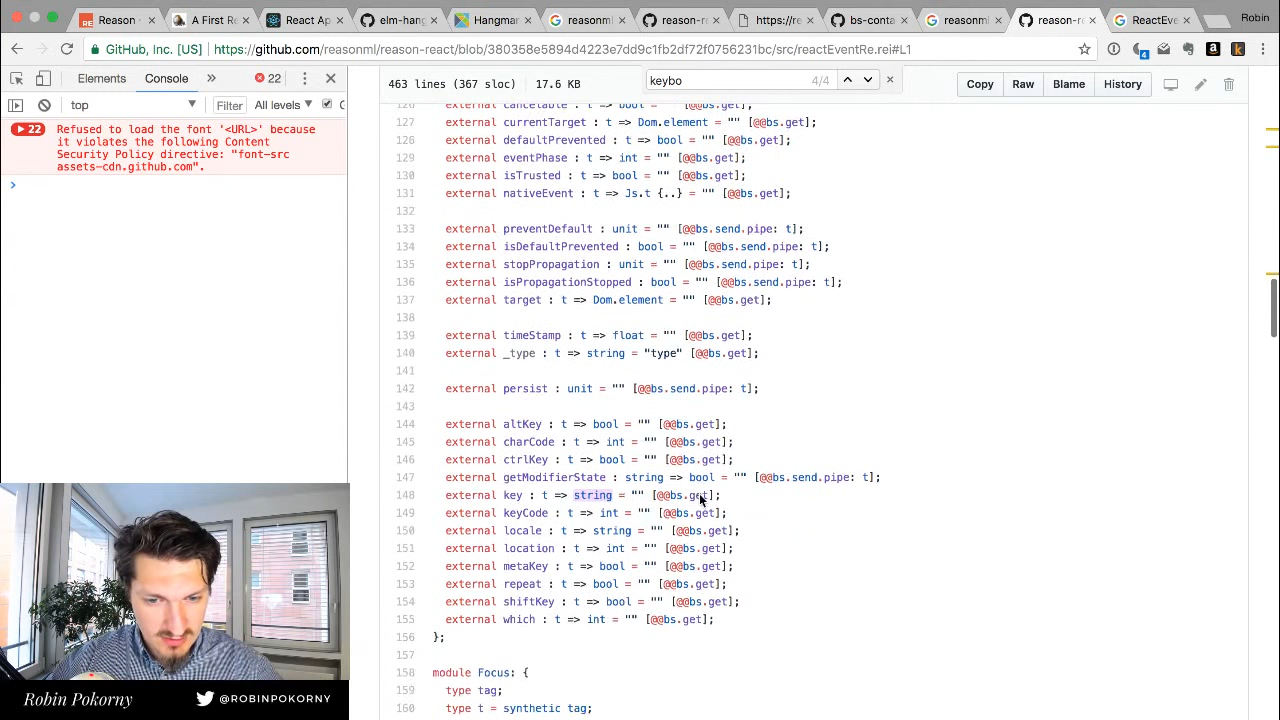 Reason
A First Re
React Ap
elm-hang
Hangma
reasonmi
reason-re
https://re
bs-conta
reasonml
reason-re
ReactEve
Robin
GitHub, Inc. [US] https://github.com/reasonml/reason-react/blob/380358e5894d4223e7dd9c1fb2df72f0756231bc/src/reactEventRe.rei#L1
Elements Console » 22
top Filter All levels
22 Refused to load the font '<URL>' because
it violates the following Content
Security Policy directive: "font-src
assets-cdn.github.com".
463 lines (367 sloc) 17.6 KB
keybo 4/4
Copy Raw Blame History
126 external cancelable : t => bool = "" [@@bs.get];
127 external currentTarget : t => Dom.element = "" [@@bs.get];
128 external defaultPrevented : t => bool = "" [@@bs.get];
129 external eventPhase : t => int = "" [@@bs.get];
130 external isTrusted : t => bool = "" [@@bs.get];
131 external nativeEvent : t => Js.t {..} = "" [@@bs.get];
132
133 external preventDefault : unit = "" [@@bs.send.pipe: t];
134 external isDefaultPrevented : bool = "" [@@bs.send.pipe: t];
135 external stopPropagation : unit = "" [@@bs.send.pipe: t];
136 external isPropagationStopped : bool = "" [@@bs.send.pipe: t];
137 external target : t => Dom.element = "" [@@bs.get];
138
139 external timeStamp : t => float = "" [@@bs.get];
140 external _type : t => string = "type" [@@bs.get];
141
142 external persist : unit = "" [@@bs.send.pipe: t];
143
144 external altKey : t => bool = "" [@@bs.get];
145 external charCode : t => int = "" [@@bs.get];
146 external ctrlKey : t => bool = "" [@@bs.get];
147 external getModifierState : string => bool = "" [@@bs.send.pipe: t];
148 external key : t => string = "" [@@bs.get];
149 external keyCode : t => int = "" [@@bs.get];
150 external locale : t => string = "" [@@bs.get];
151 external location : t => int = "" [@@bs.get];
152 external metaKey : t => bool = "" [@@bs.get];
153 external repeat : t => bool = "" [@@bs.get];
154 external shiftKey : t => bool = "" [@@bs.get];
155 external which : t => int = "" [@@bs.get];
156 };
157
158 module Focus: {
159 type tag;
160 type t = synthetic tag;
Robin Pokorny @ROBINPOKORNY